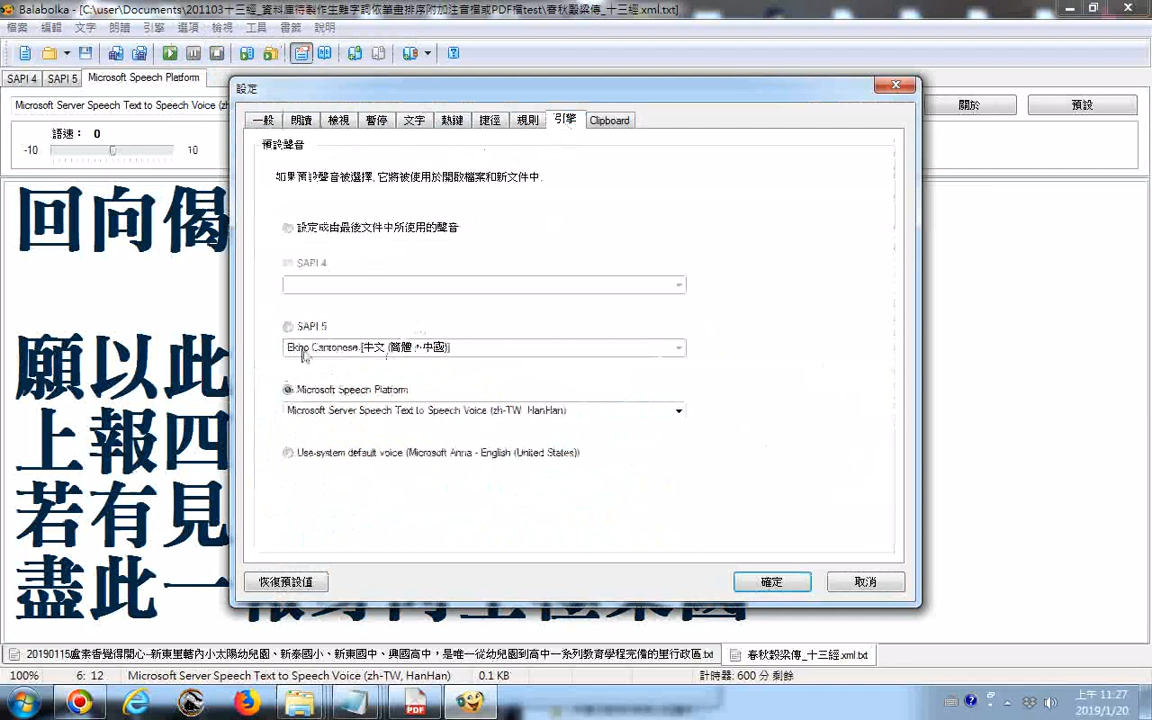 Balabolka - [C:\user\Documents\201103十三經_資料庫待製作生難字詞依筆畫排序附加注音檔或PDF檔test\春秋穀梁傳_十三經.xml.txt]
檔案 編輯 文字 朗讀 引擎 選項 檢視 工具 書籤 說明
SAPI 4 SAPI 5 Microsoft Speech Platform
設定
Microsoft Server Speech Text to Speech Voice (zh
關於 預設
一般 朗讀 檢視 暫停 文字 熱鍵 捷徑 規則 引擎 Clipboard
語速： 0
-10 10
預設聲音
如果預設聲音被選擇, 它將被使用於開啟檔案和新文件中.
回向偈
設定成由最後文件中所使用的聲音
SAPI 4
SAPI 5
Ekho Cantonese [中文 (簡體，中國)]
願以此
Microsoft Speech Platform
Microsoft Server Speech Text to Speech Voice (zh-TW, HanHan)
上報四
Use system default voice (Microsoft Anna - English (United States))
若有見
恢復預設值 確定 取消
盡此一報身同生極樂國
20190115盧素香覺得開心--新東里轄內小太陽幼兒園、新泰國小、新東國中、興國高中，是唯一從幼兒園到高中一系列教育學程完備的里行政區.txt 春秋穀梁傳_十三經.xml.txt
100% 6: 12 Microsoft Server Speech Text to Speech Voice (zh-TW, HanHan) 0.1 KB 計時器: 600 分 剩餘
上午 11:27
2019/1/20